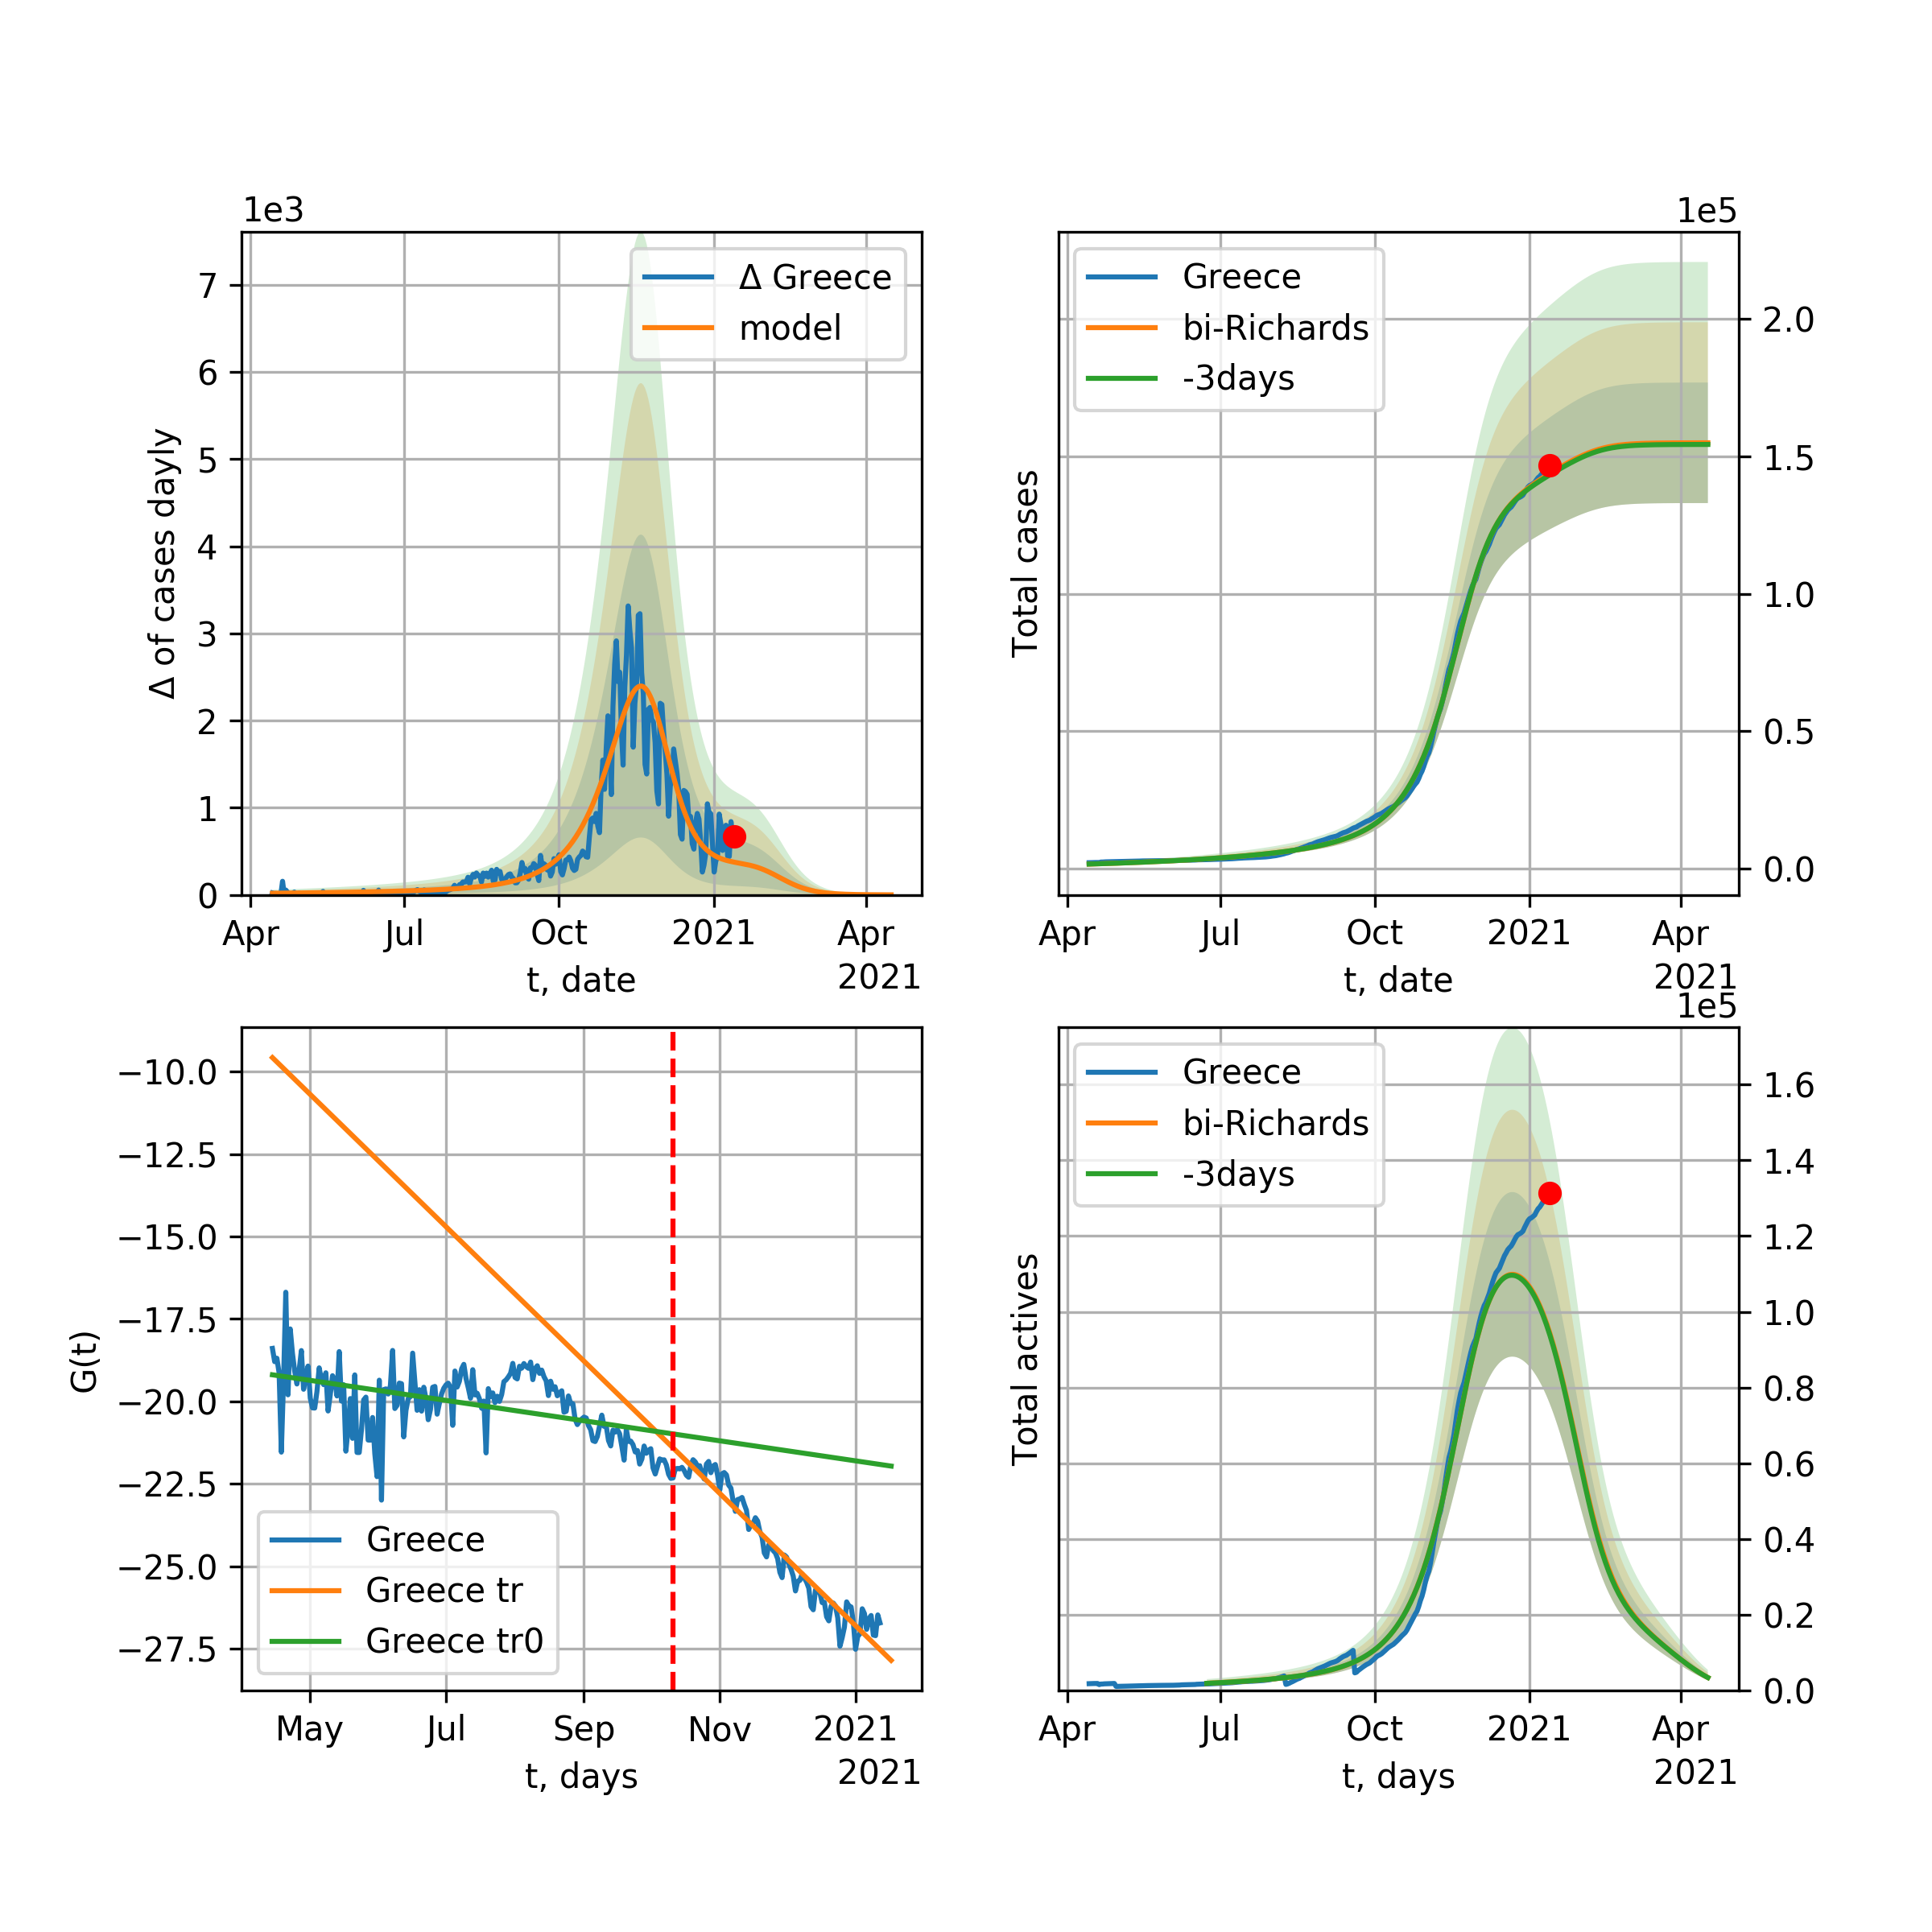 1e3
Δ of cases dayly
7
6
5
4
3
2
1
0
Δ Greece
model
Apr Jul Oct 2021 Apr
t, date 2021
1e5
Total cases
Greece
bi-Richards
-3days
2.0
1.5
1.0
0.5
0.0
Apr Jul Oct 2021 Apr
t, date 2021
G(t)
−10.0
−12.5
−15.0
−17.5
−20.0
−22.5
−25.0
−27.5
Greece
Greece tr
Greece tr0
May Jul Sep Nov 2021
t, days 2021
1e5
Total actives
Greece
bi-Richards
-3days
1.6
1.4
1.2
1.0
0.8
0.6
0.4
0.2
0.0
Apr Jul Oct 2021 Apr
t, days 2021